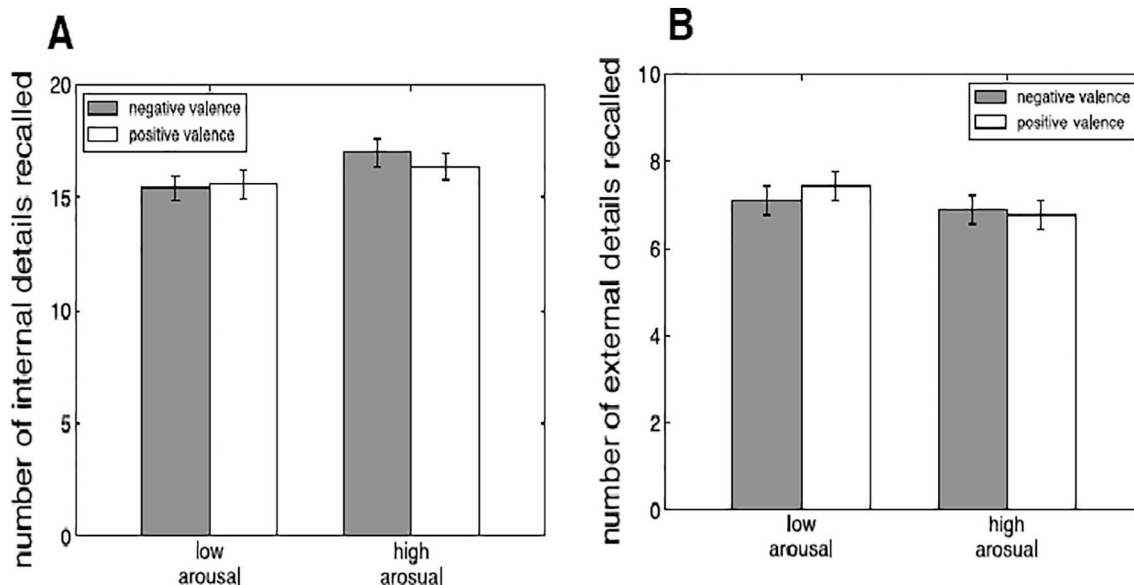 A
number of internal details recalled
20
15
10
5
0
negative valence
positive valence
low
arousal
high
arosual
B
number of external details recalled
10
8
6
4
2
0
negative valence
positive valence
low
arousal
high
arosual